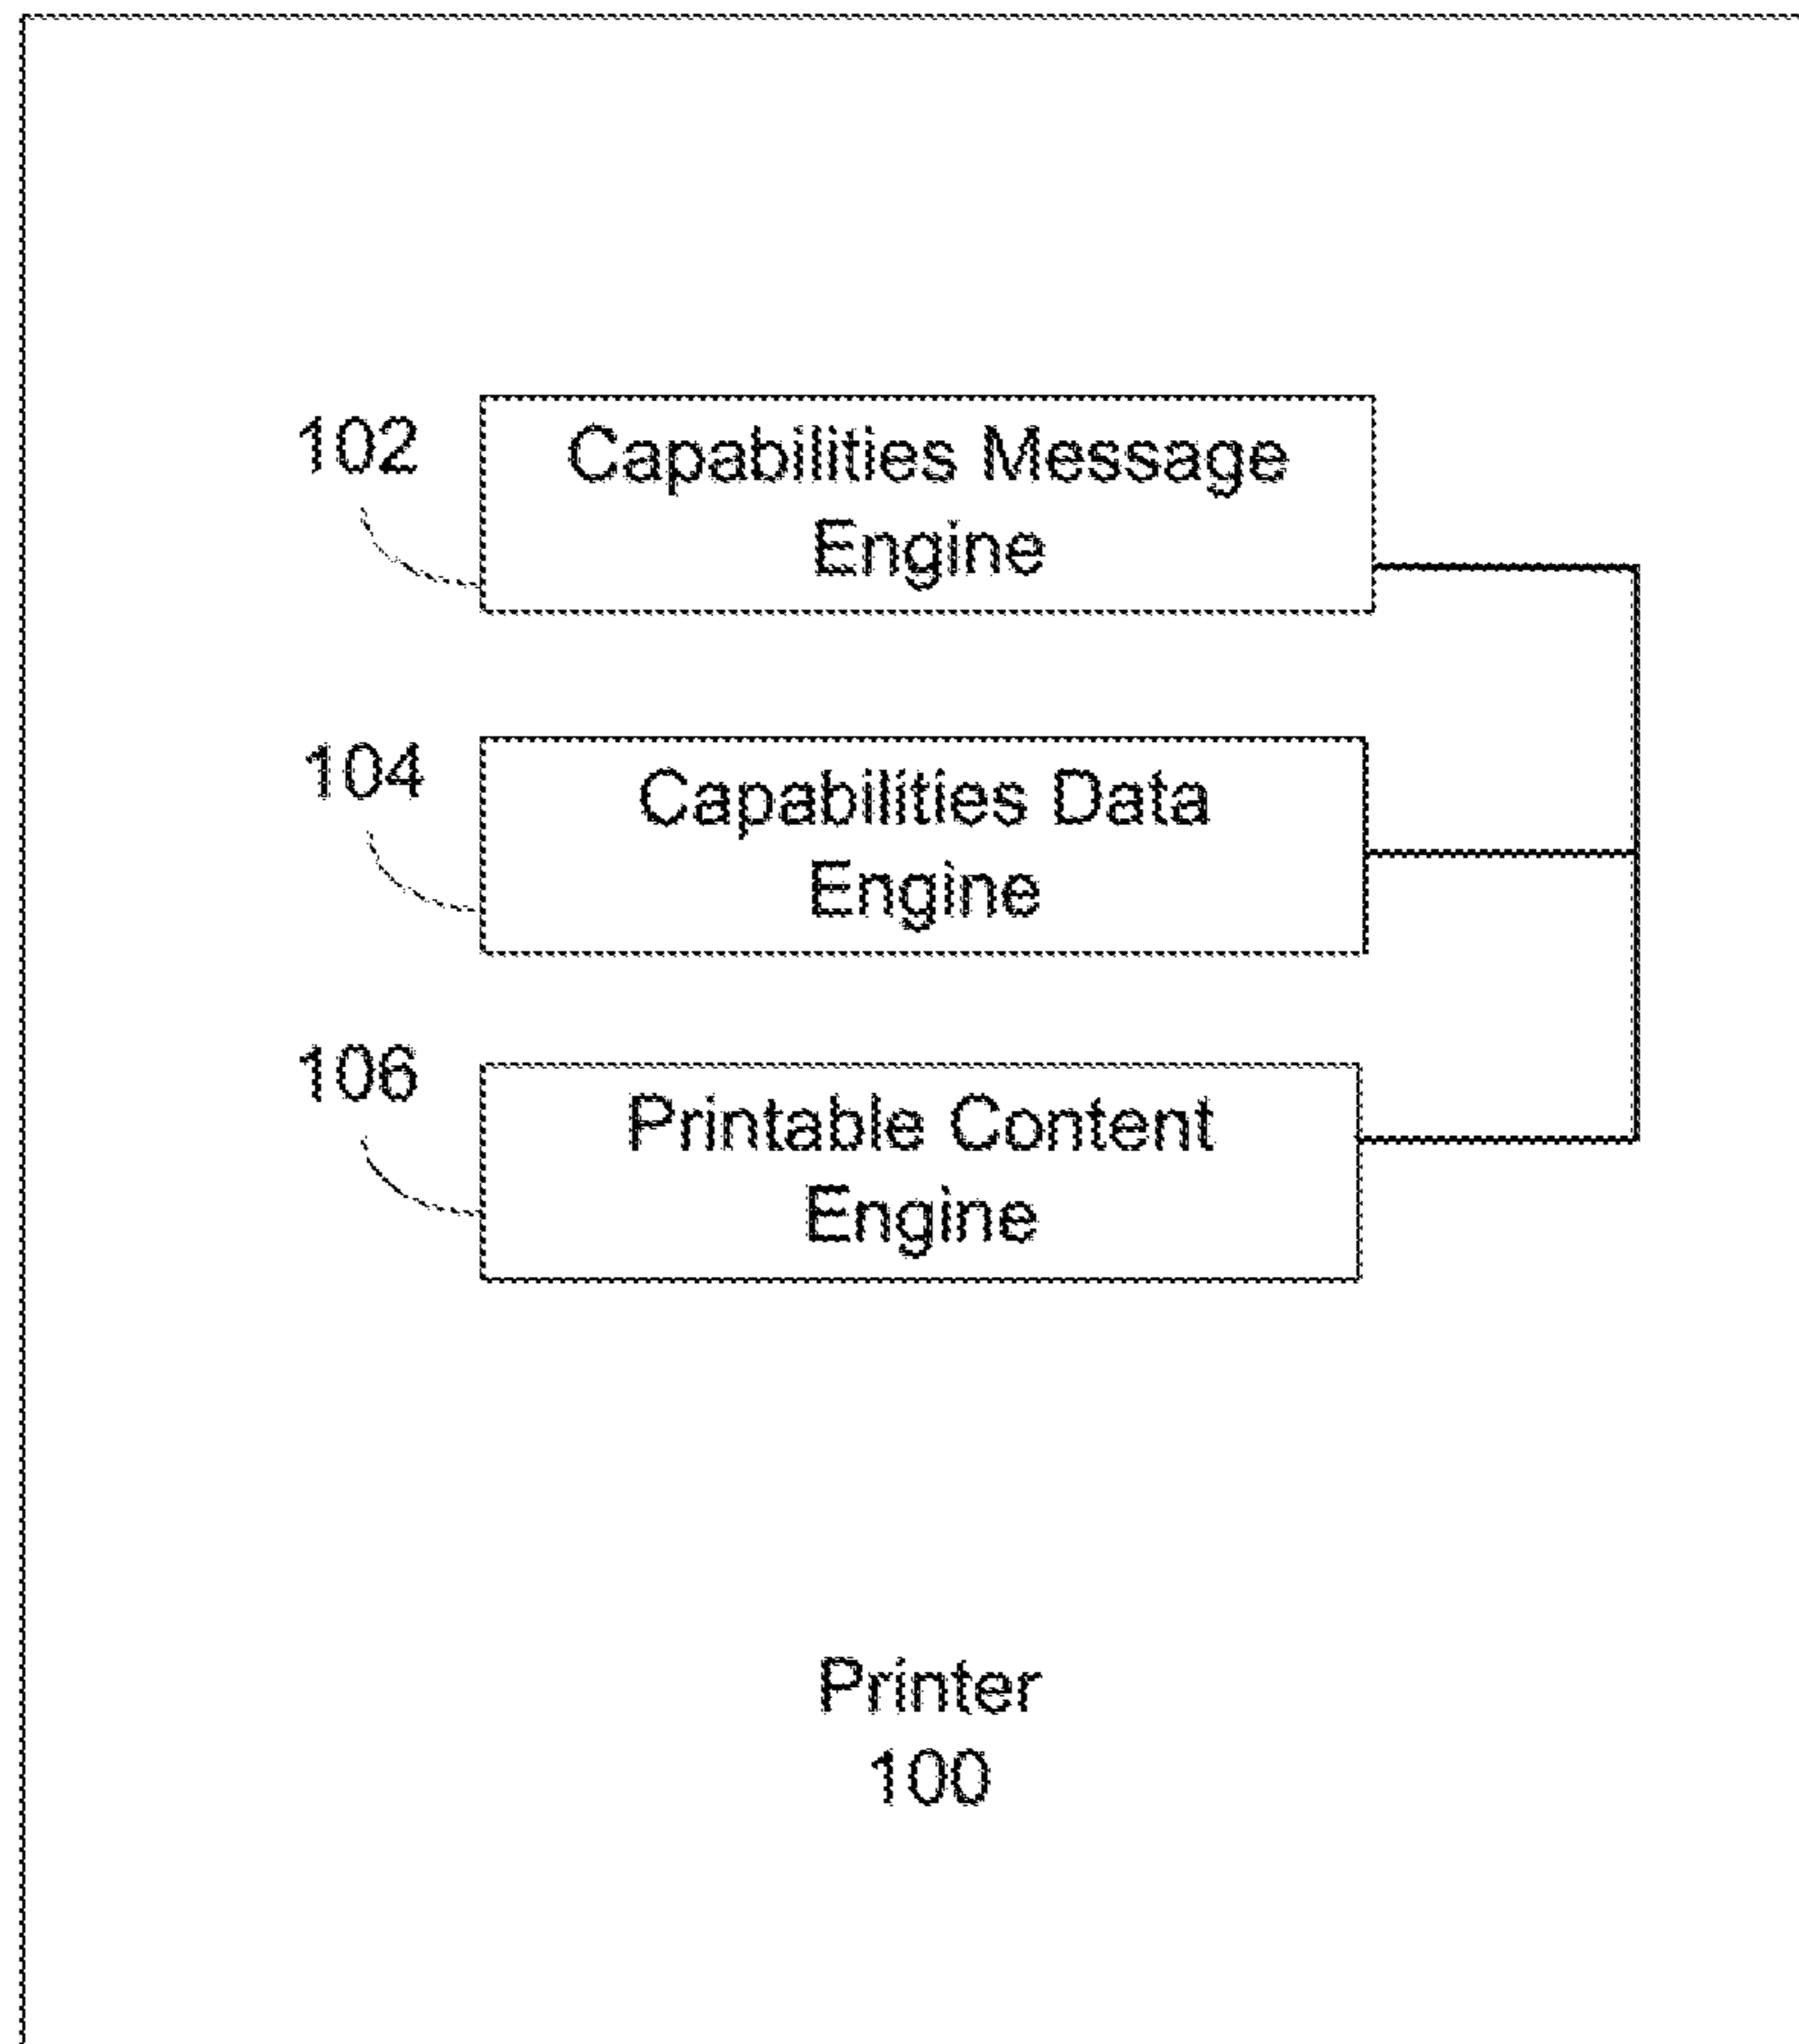 102
Capabilities Message
Engine
104
Capabilities Data
Engine
106
Printable Content
Engine
Printer
100